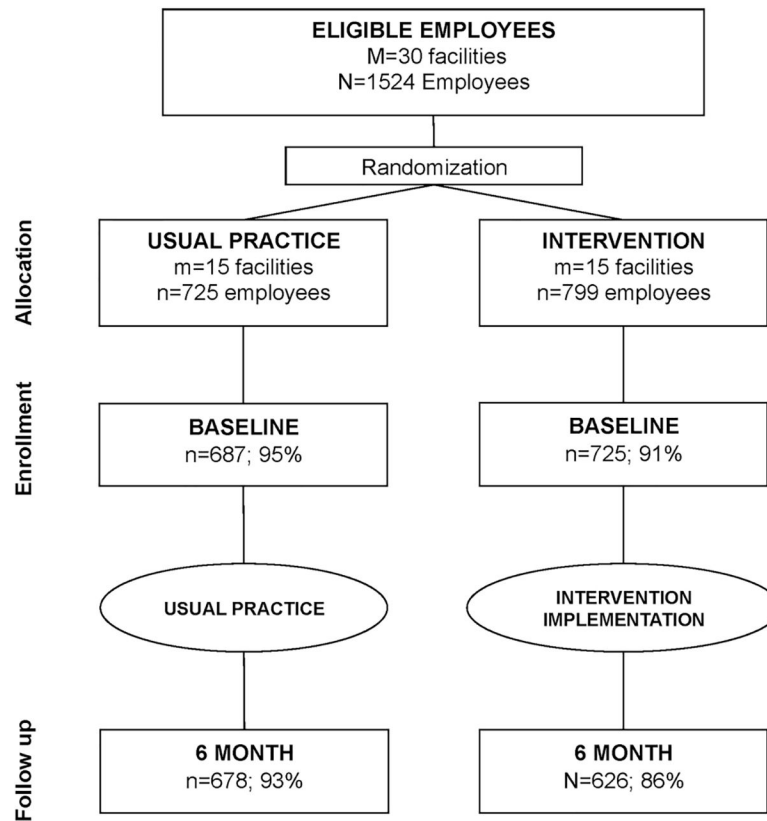 ELIGIBLE EMPLOYEES
M=30 facilities
N=1524 Employees
Randomization
Allocation
USUAL PRACTICE
m=15 facilities
n=725 employees
INTERVENTION
m=15 facilities
n=799 employees
Enrollment
BASELINE
n=687; 95%
BASELINE
n=725; 91%
USUAL PRACTICE
INTERVENTION
IMPLEMENTATION
Follow up
6 MONTH
n=678; 93%
6 MONTH
N=626; 86%